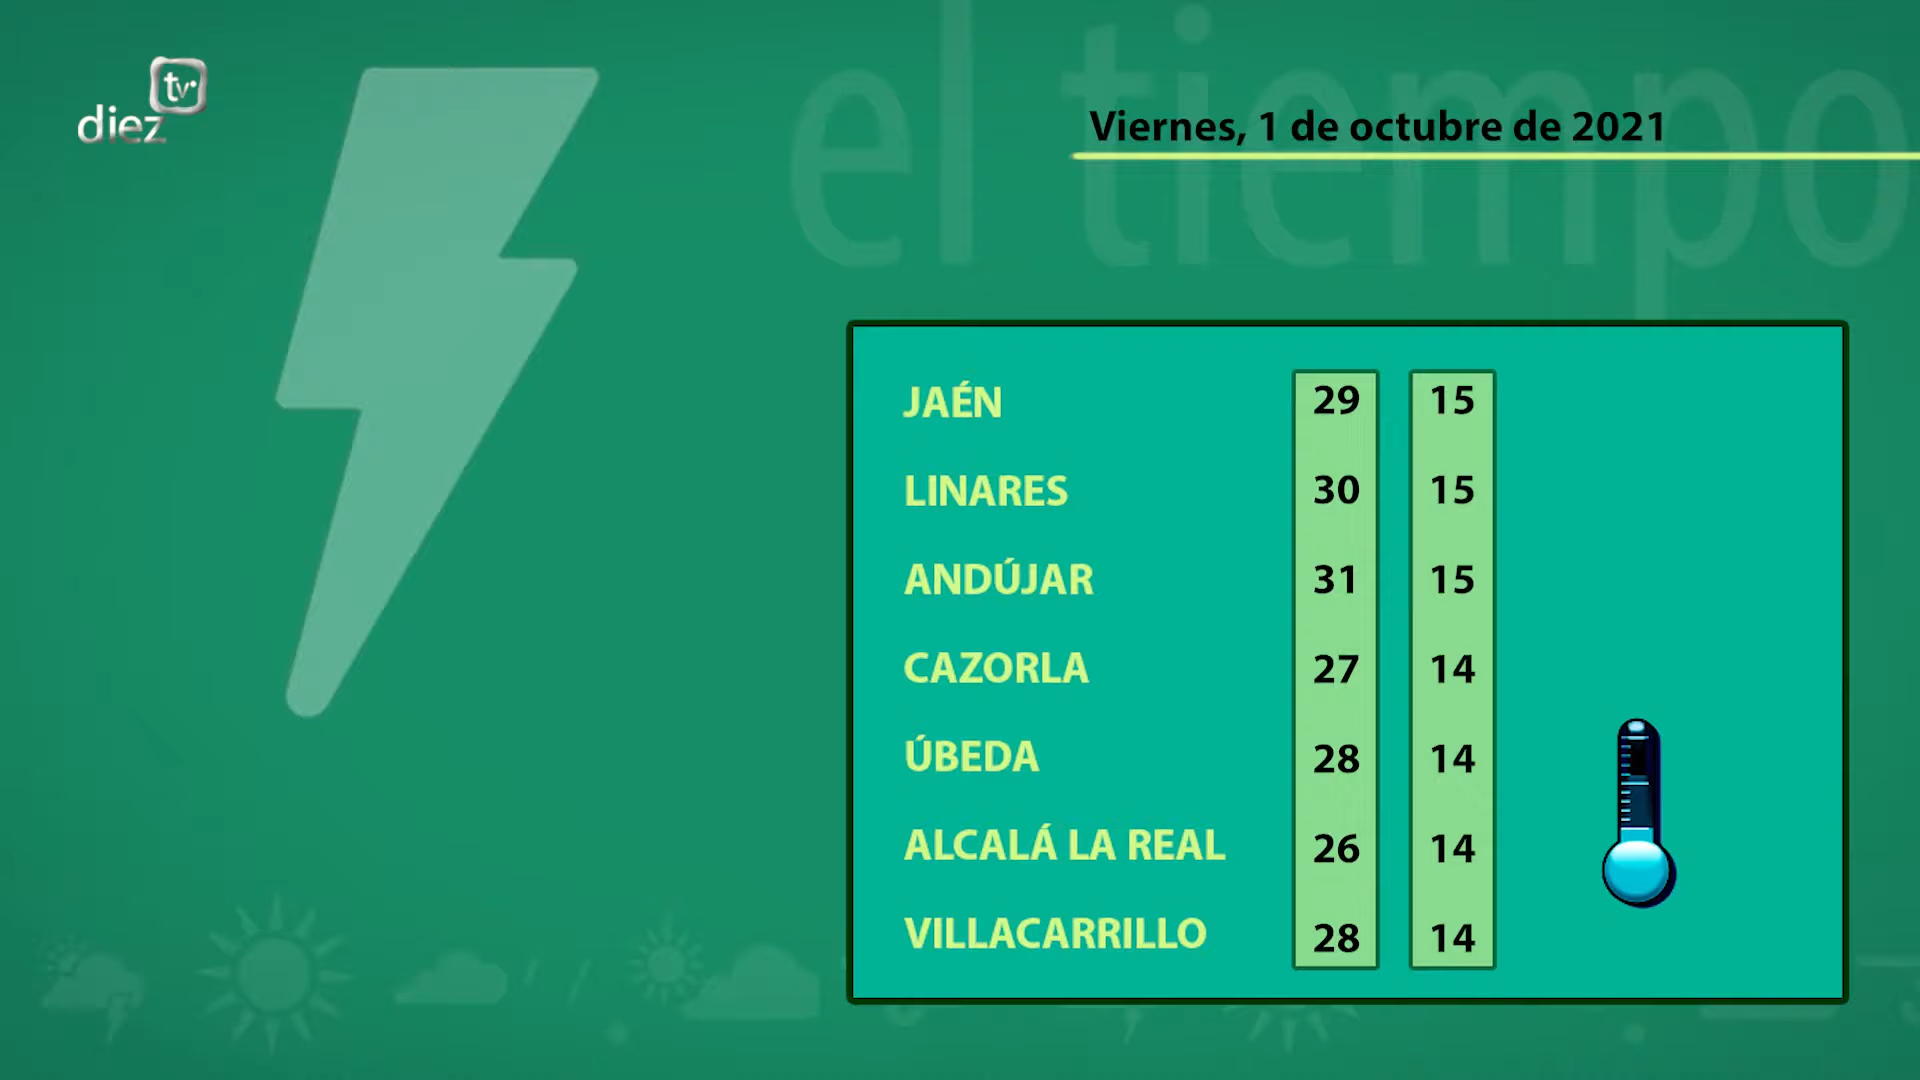 tv
diez
el tiempo
Viernes, 1 de octubre de 2021
JAÉN 29 15
LINARES 30 15
ANDÚJAR 31 15
CAZORLA 27 14
ÚBEDA 28 14
ALCALÁ LA REAL 26 14
VILLACARRILLO 28 14